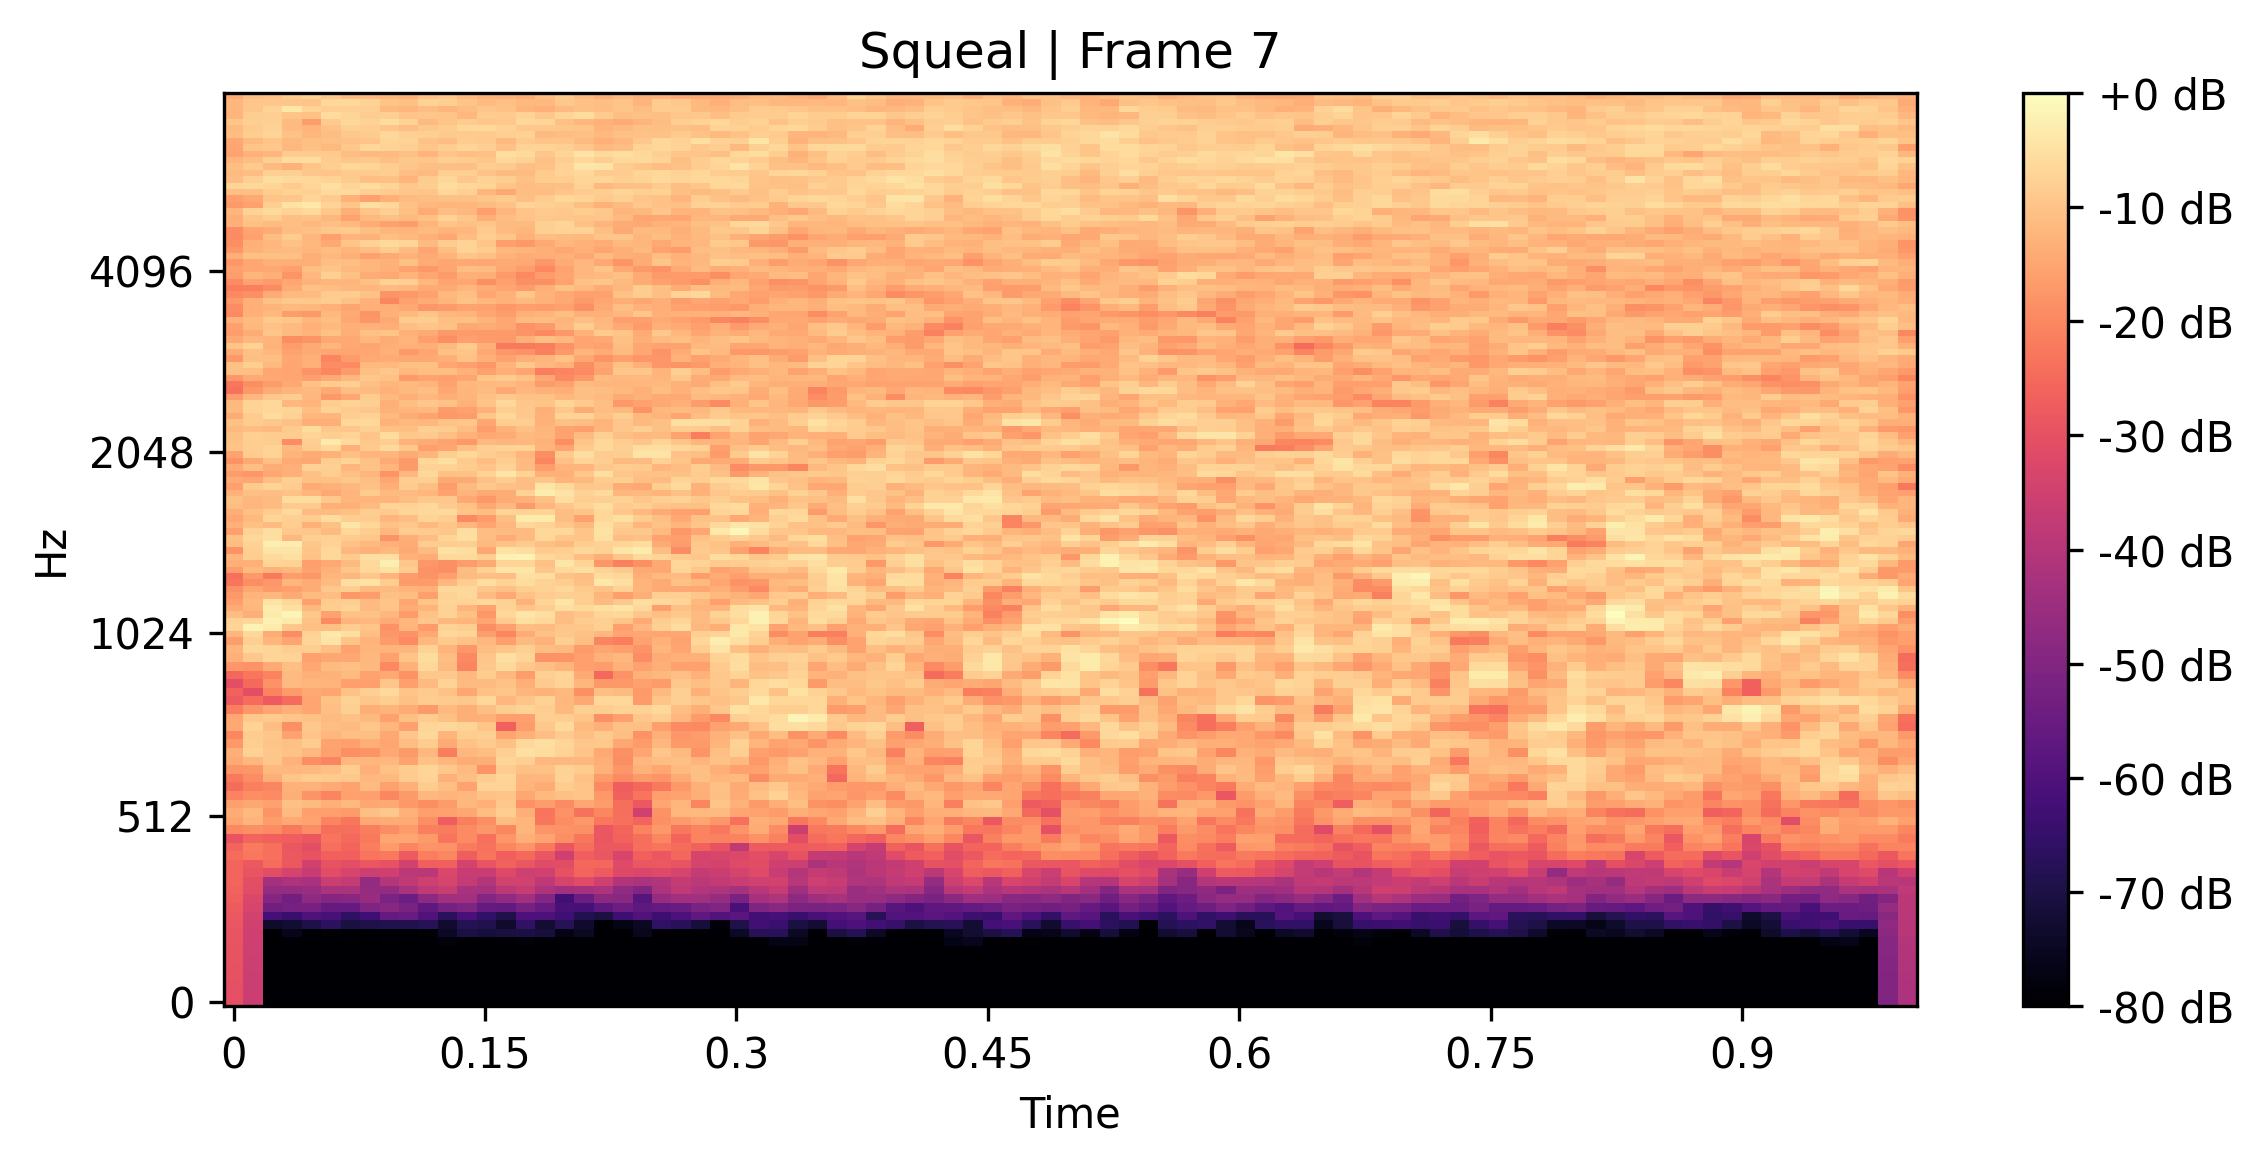 Squeal | Frame 7
+0 dB
-10 dB
-20 dB
-30 dB
-40 dB
-50 dB
-60 dB
-70 dB
-80 dB
Hz
4096
2048
1024
512
0
0 0.15 0.3 0.45 0.6 0.75 0.9
Time